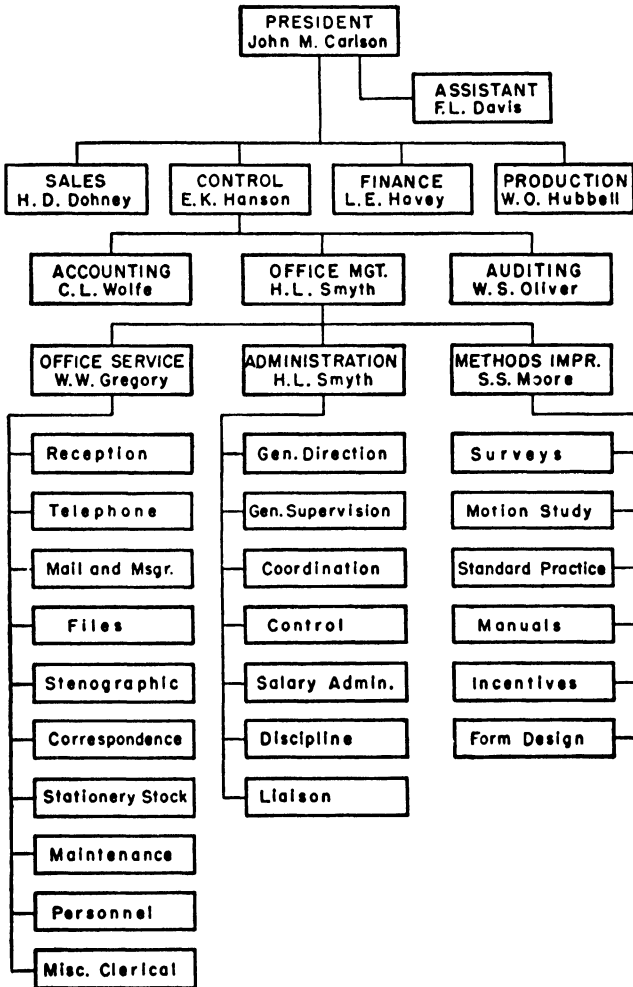 PRESIDENT
John M. Carlson
ASSISTANT
F.L. Davis
SALES
H. D. Dohney
CONTROL
E.K. Hanson
FINANCE
L.E. Havey
PRODUCTION
W.O. Hubbell
ACCOUNTING
C.L. Wolfe
OFFICE MGT.
H.L. Smyth
AUDITING
W.S. Oliver
OFFICE SERVICE
W.W. Gregory
ADMINISTRATION
H.L. Smyth
METHODS IMPR.
S.S. Moore
Reception
Telephone
Mail and Msgr.
Files
Stenographic
Correspondence
Stationery Stock
Maintenance
Personnel
Misc. Clerical
Gen. Direction
Gen. Supervision
Coordination
Control
Salary Admin.
Discipline
Liaison
Surveys
Motion Study
Standard Practice
Manuals
Incentives
Form Design